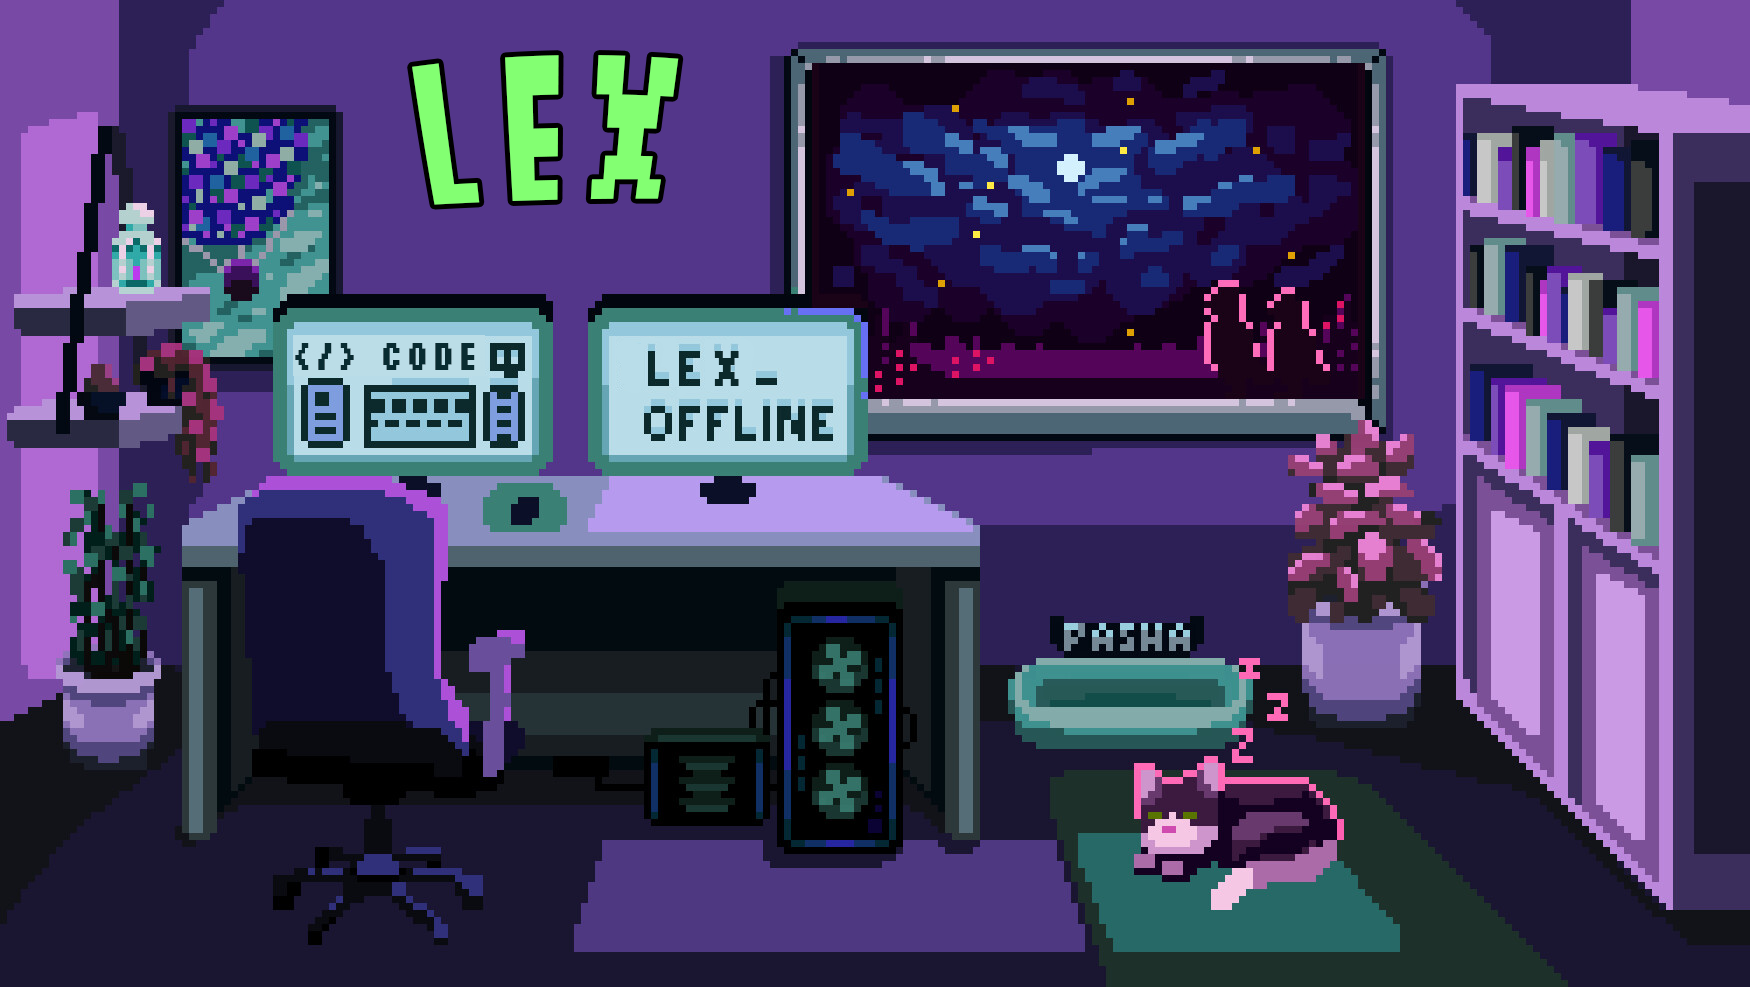 LEX
</> CODE
LEX_
OFFLINE
PASHA
z
z
z